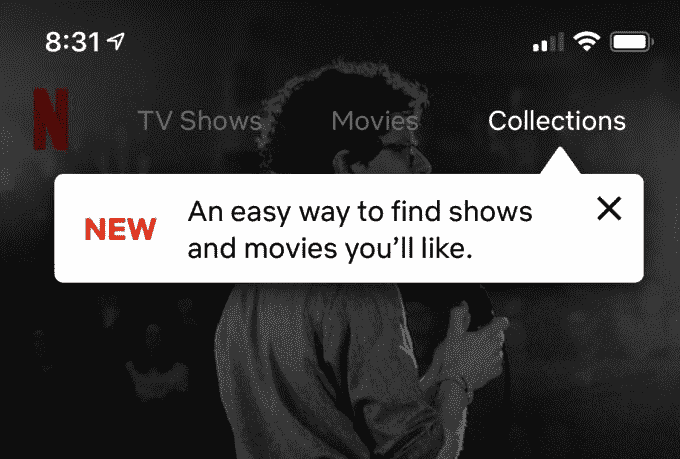 8:31
N TV Shows Movies Collections
NEW An easy way to find shows
and movies you’ll like.